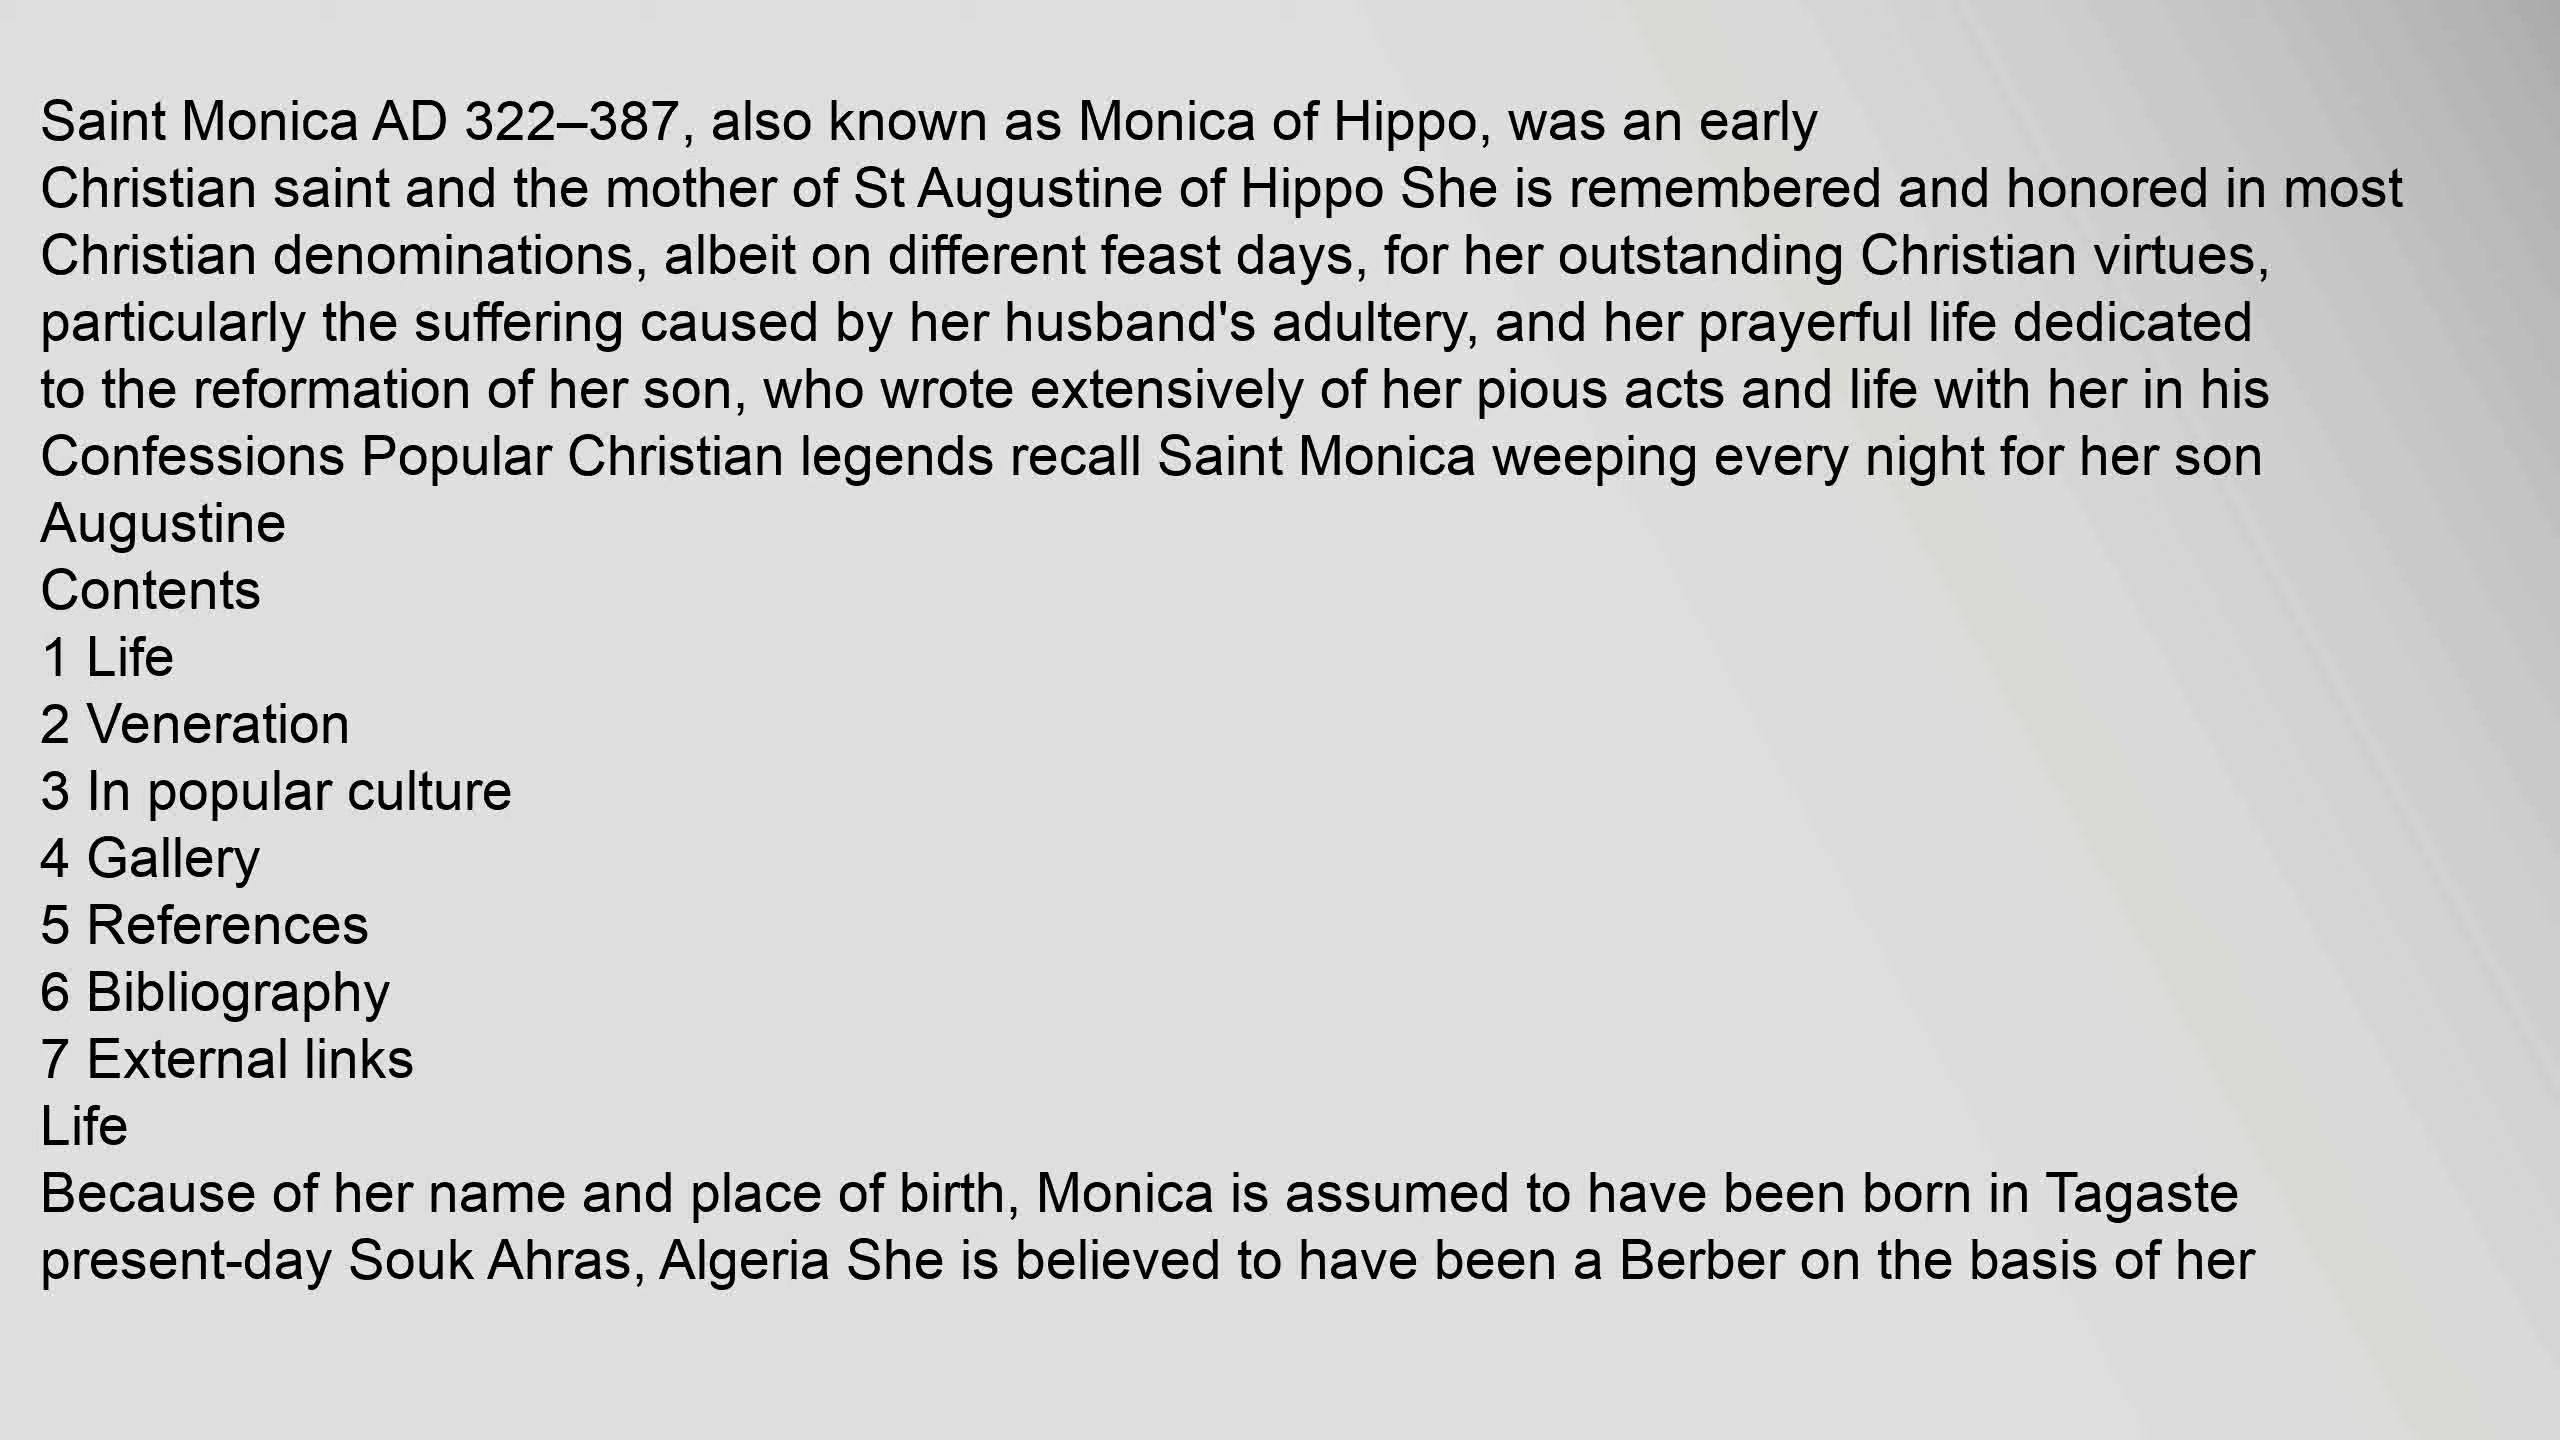 Saint Monica AD 322–387, also known as Monica of Hippo, was an early
Christian saint and the mother of St Augustine of Hippo She is remembered and honored in most
Christian denominations, albeit on different feast days, for her outstanding Christian virtues,
particularly the suffering caused by her husband's adultery, and her prayerful life dedicated
to the reformation of her son, who wrote extensively of her pious acts and life with her in his
Confessions Popular Christian legends recall Saint Monica weeping every night for her son
Augustine
Contents
1 Life
2 Veneration
3 In popular culture
4 Gallery
5 References
6 Bibliography
7 External links
Life
Because of her name and place of birth, Monica is assumed to have been born in Tagaste
present-day Souk Ahras, Algeria She is believed to have been a Berber on the basis of her